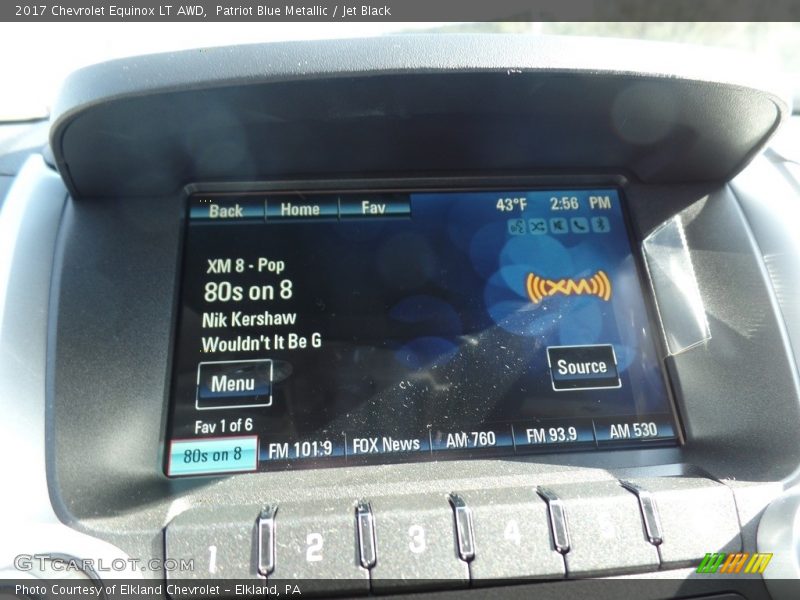 2017 Chevrolet Equinox LT AWD, Patriot Blue Metallic / Jet Black
Back Home Fav 43°F 2:56 PM
XM 8 - Pop
80s on 8
XM
Nik Kershaw
Wouldn't It Be G
Menu
Source
Fav 1 of 6
80s on 8 FM 101.9 FOX News AM 760 FM 93.9 AM 530
1 2 3 4
GTcarlot.com
Photo Courtesy of Elkland Chevrolet - Elkland, PA